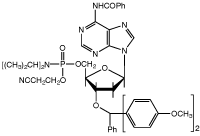 NHCOPh
N
N
N
N
O
[(CH₃)₂CH]₂N
P
OCH₂
O
NCCH₂CH₂O
O
O
OCH₃
Ph
2